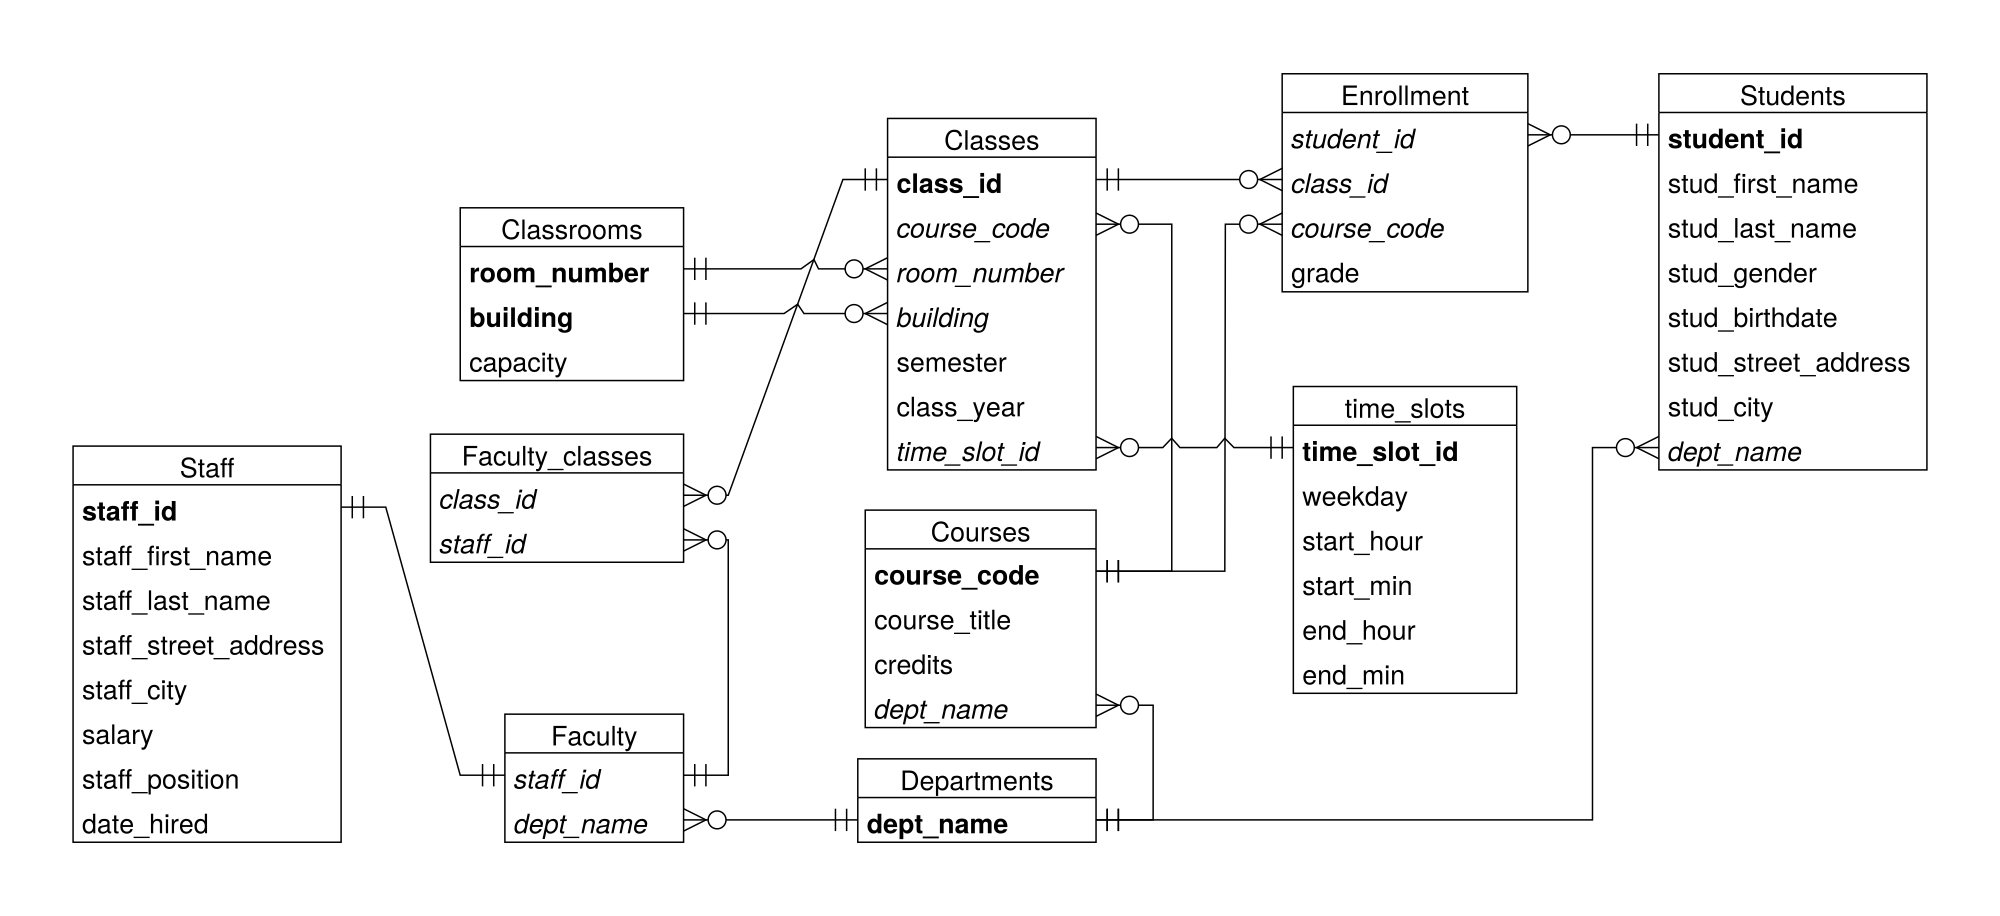 Staff
staff_id
staff_first_name
staff_last_name
staff_street_address
staff_city
salary
staff_position
date_hired
Classrooms
room_number
building
capacity
Faculty_classes
class_id
staff_id
Faculty
staff_id
dept_name
Classes
class_id
course_code
room_number
building
semester
class_year
time_slot_id
Courses
course_code
course_title
credits
dept_name
Departments
dept_name
Enrollment
student_id
class_id
course_code
grade
time_slots
time_slot_id
weekday
start_hour
start_min
end_hour
end_min
Students
student_id
stud_first_name
stud_last_name
stud_gender
stud_birthdate
stud_street_address
stud_city
dept_name